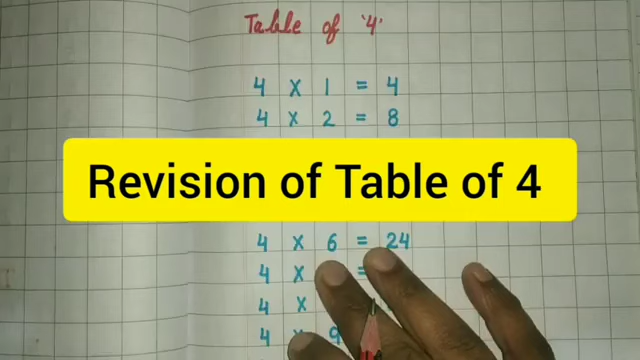 Table of '4'
4 X 1 = 4
4 X 2 = 8
Revision of Table of 4
4 X 6 = 24
4 X =
4 X
4 X 9